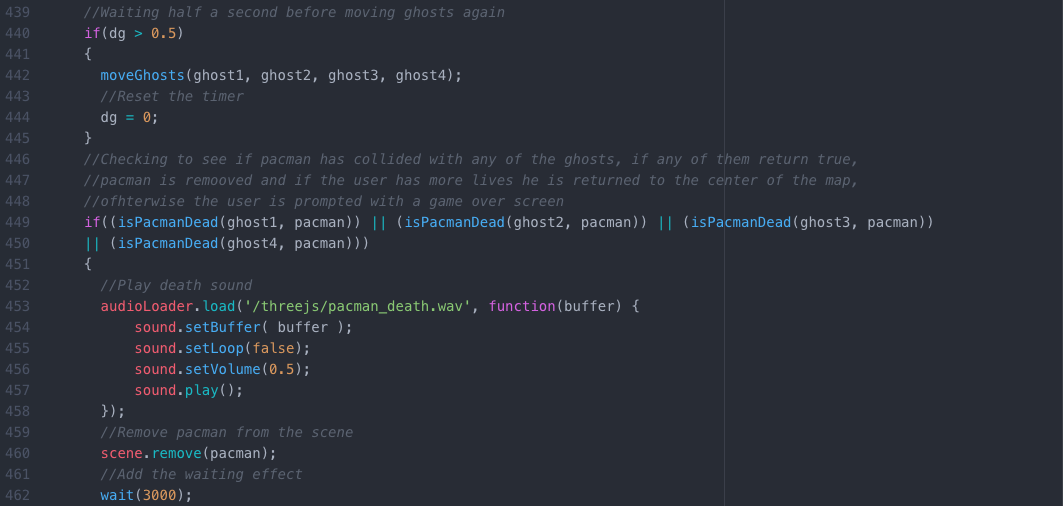 439 //Waiting half a second before moving ghosts again
440 if(dg > 0.5)
441 {
442 moveGhosts(ghost1, ghost2, ghost3, ghost4);
443 //Reset the timer
444 dg = 0;
445 }
446 //Checking to see if pacman has collided with any of the ghosts, if any of them return true,
447 //pacman is remooved and if the user has more lives he is returned to the center of the map,
448 //ofhterwise the user is prompted with a game over screen
449 if((isPacmanDead(ghost1, pacman)) || (isPacmanDead(ghost2, pacman)) || (isPacmanDead(ghost3, pacman))
450 || (isPacmanDead(ghost4, pacman)))
451 {
452 //Play death sound
453 audioLoader.load('/threejs/pacman_death.wav', function(buffer) {
454 sound.setBuffer( buffer );
455 sound.setLoop(false);
456 sound.setVolume(0.5);
457 sound.play();
458 });
459 //Remove pacman from the scene
460 scene.remove(pacman);
461 //Add the waiting effect
462 wait(3000);